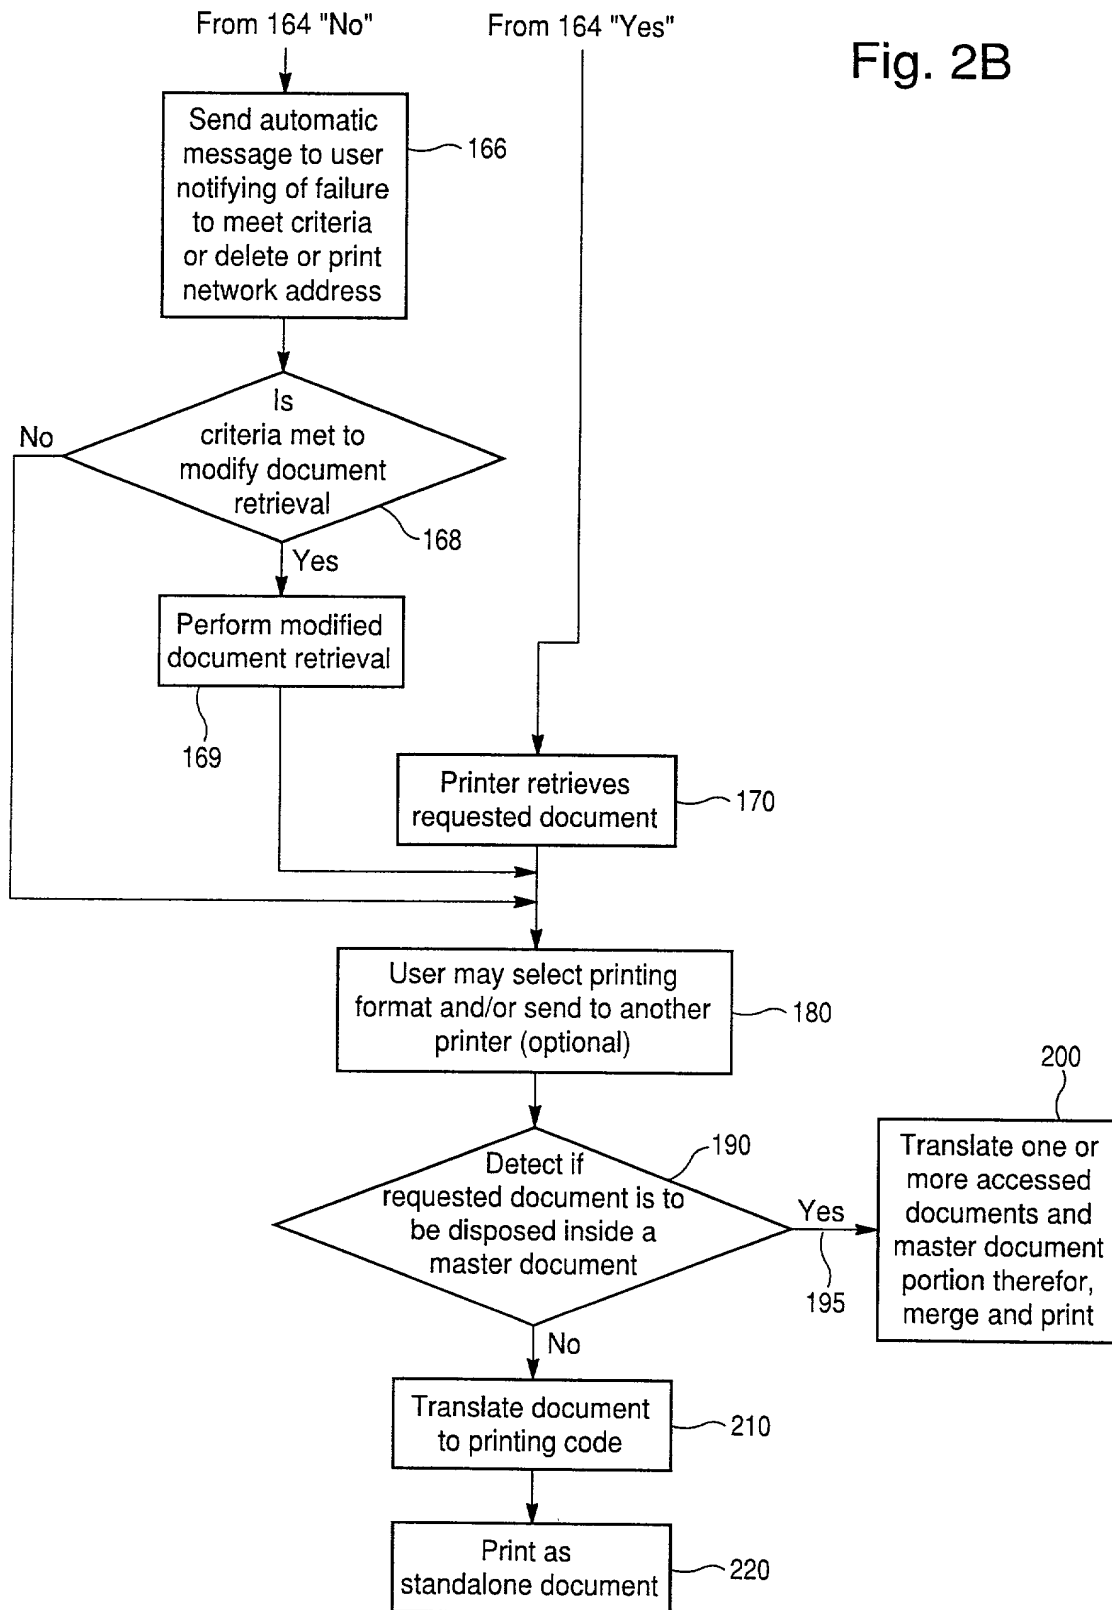 From 164 "No"
From 164 "Yes"
Fig. 2B
Send automatic
message to user
notifying of failure
to meet criteria
or delete or print
network address
166
Is
criteria met to
modify document
retrieval
No
168
Yes
Perform modified
document retrieval
169
Printer retrieves
requested document
170
User may select printing
format and/or send to another
printer (optional)
180
Detect if
requested document is to
be disposed inside a
master document
190
Yes
195
200
Translate one or
more accessed
documents and
master document
portion therefor,
merge and print
No
Translate document
to printing code
210
Print as
standalone document
220